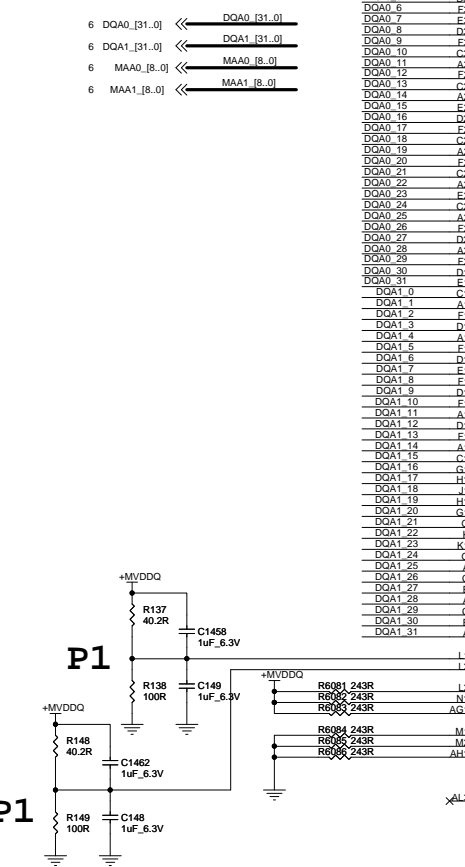 6 DQA0_[31..0] DQA0_[31..0]
6 DQA1_[31..0] DQA1_[31..0]
6 MAA0_[8..0] MAA0_[8..0]
6 MAA1_[8..0] MAA1_[8..0]
DQA0_6
DQA0_7
DQA0_8
DQA0_9
DQA0_10
DQA0_11
DQA0_12
DQA0_13
DQA0_14
DQA0_15
DQA0_16
DQA0_17
DQA0_18
DQA0_19
DQA0_20
DQA0_21
DQA0_22
DQA0_23
DQA0_24
DQA0_25
DQA0_26
DQA0_27
DQA0_28
DQA0_29
DQA0_30
DQA0_31
DQA1_0
DQA1_1
DQA1_2
DQA1_3
DQA1_4
DQA1_5
DQA1_6
DQA1_7
DQA1_8
DQA1_9
DQA1_10
DQA1_11
DQA1_12
DQA1_13
DQA1_14
DQA1_15
DQA1_16
DQA1_17
DQA1_18
DQA1_19
DQA1_20
DQA1_21
DQA1_22
DQA1_23
DQA1_24
DQA1_25
DQA1_26
DQA1_27
DQA1_28
DQA1_29
DQA1_30
DQA1_31
+MVDDQ
R137
40.2R
C1458
1uF_6.3V
P1
R138
100R
C149
1uF_6.3V
+MVDDQ
R6081 243R
R6082 243R
R6083 243R
AG
R6084 243R
R6085 243R
R6086 243R
AH
+MVDDQ
R148
40.2R
C1462
1uF_6.3V
P1
R149
100R
C148
1uF_6.3V